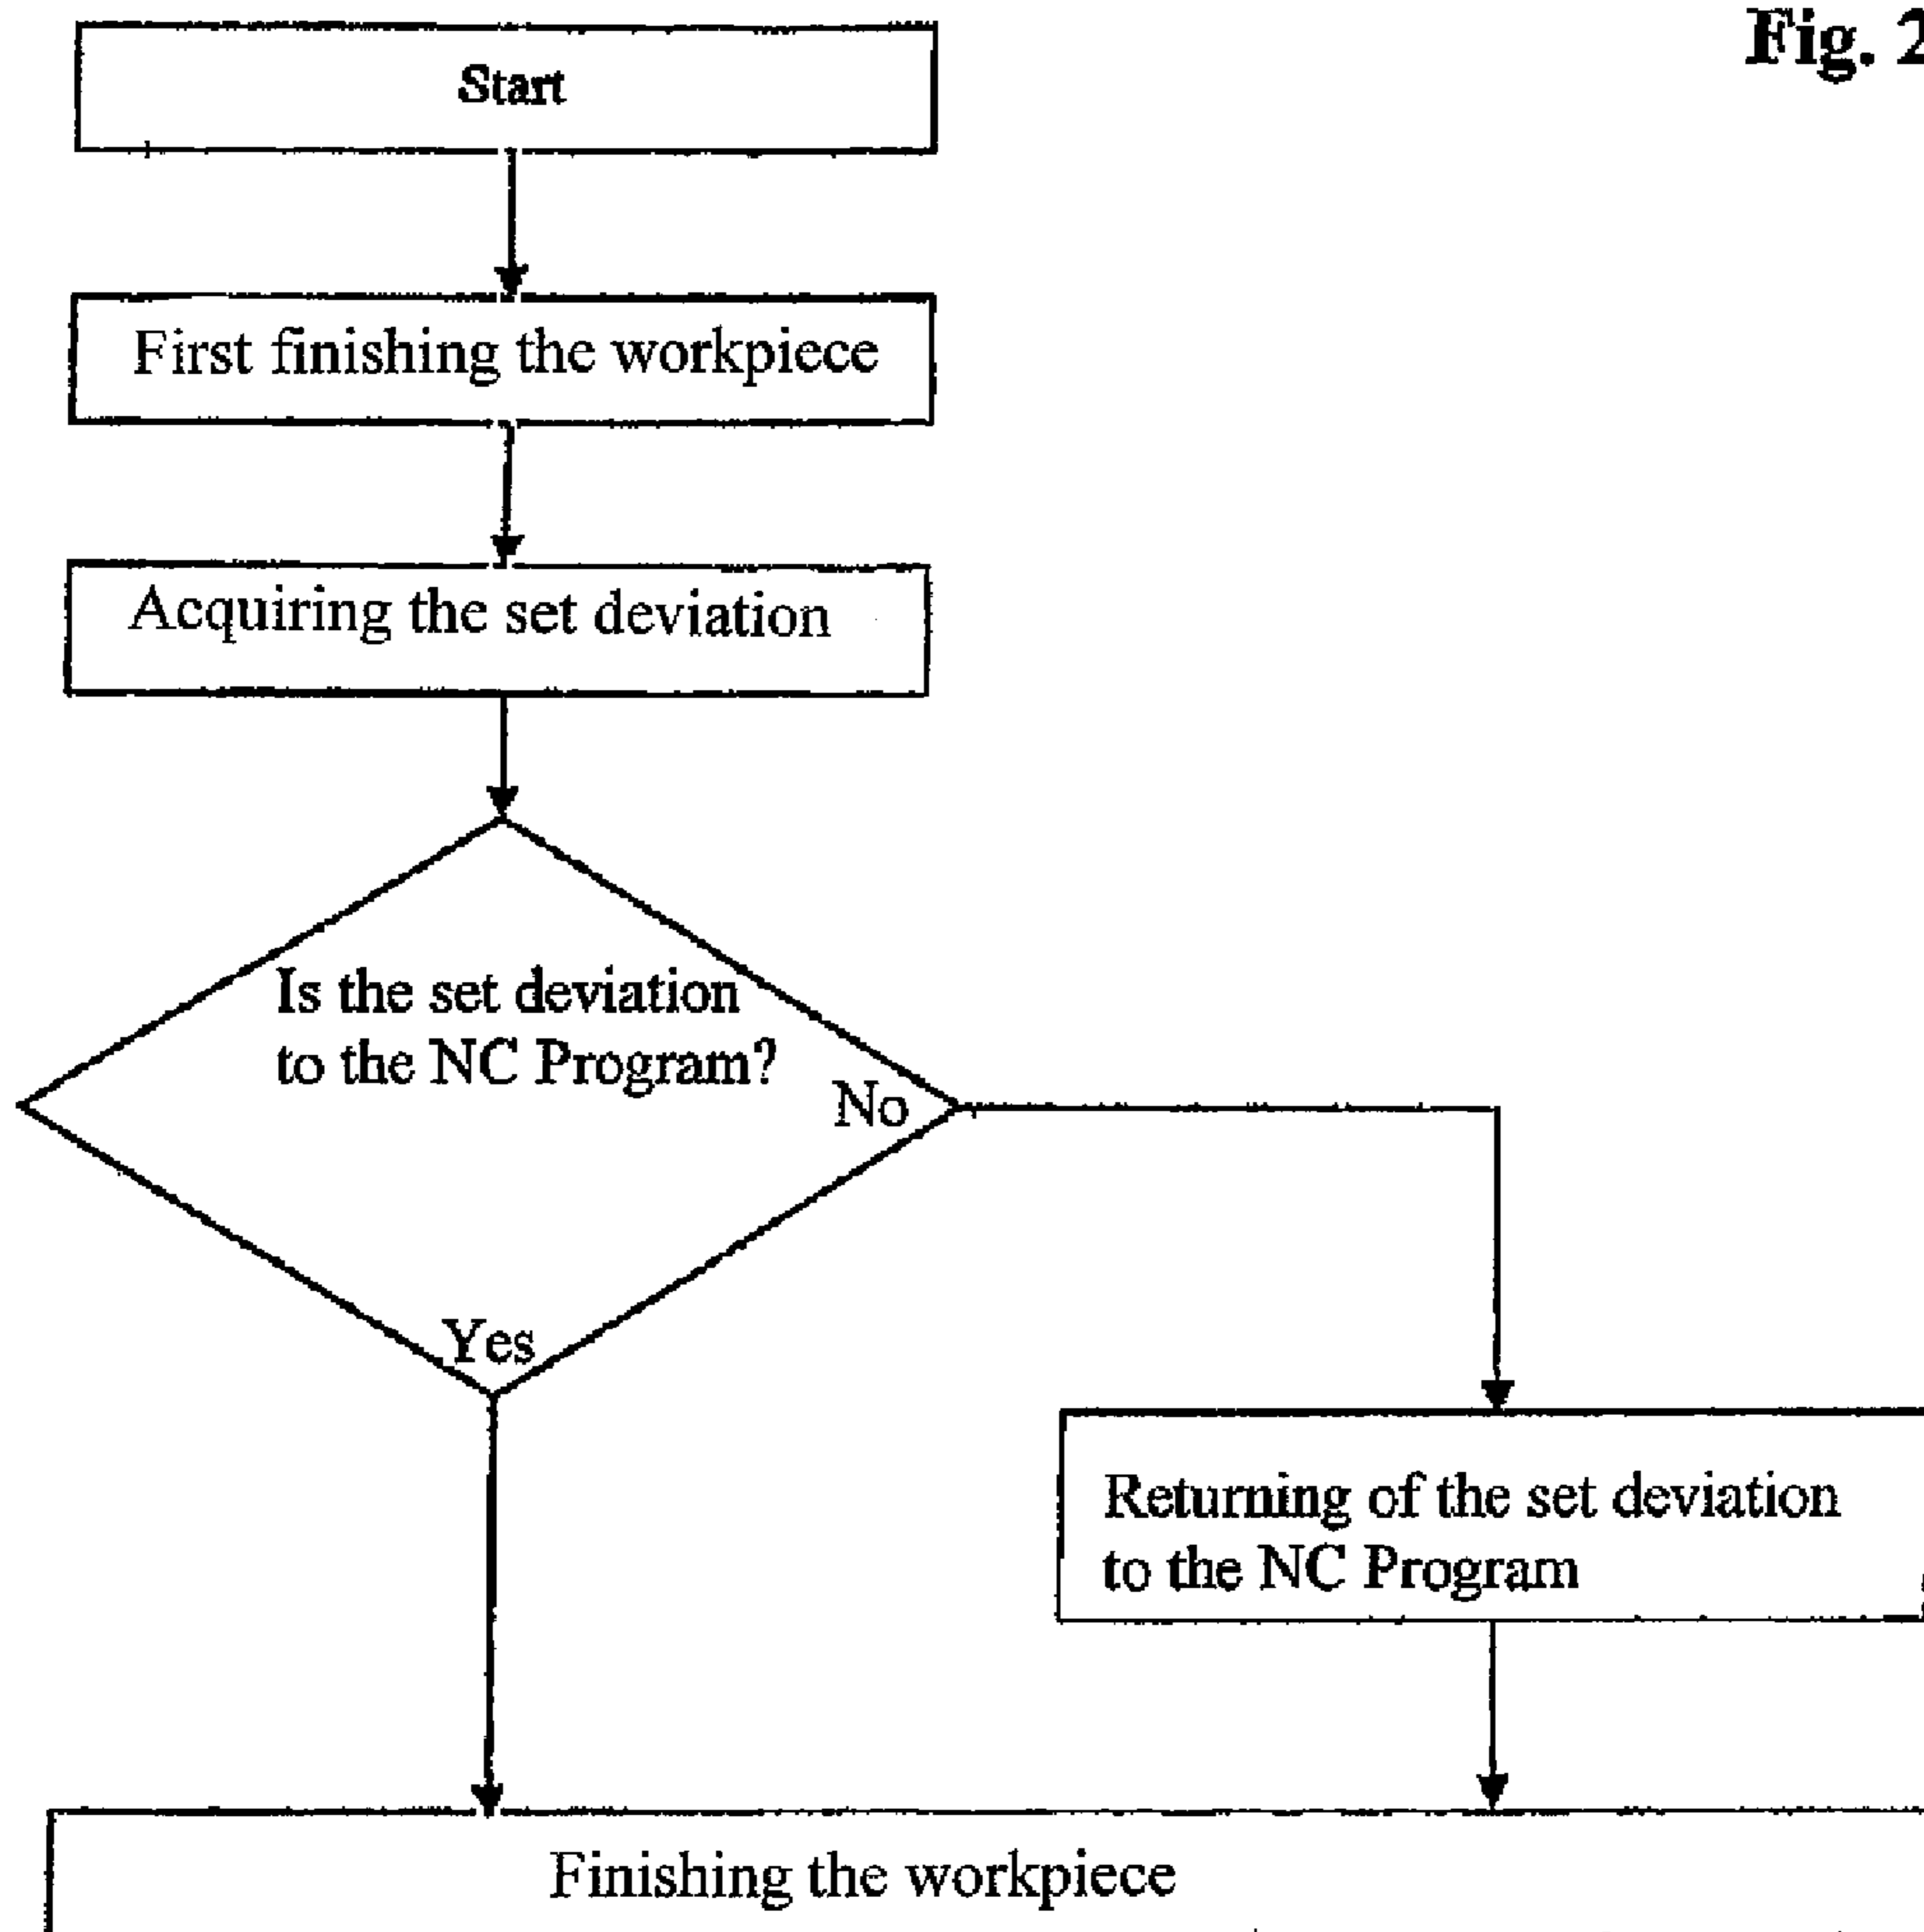 Fig. 2
Start
First finishing the workpiece
Acquiring the set deviation
Is the set deviation
to the NC Program?
No
Yes
Returning of the set deviation
to the NC Program
Finishing the workpiece